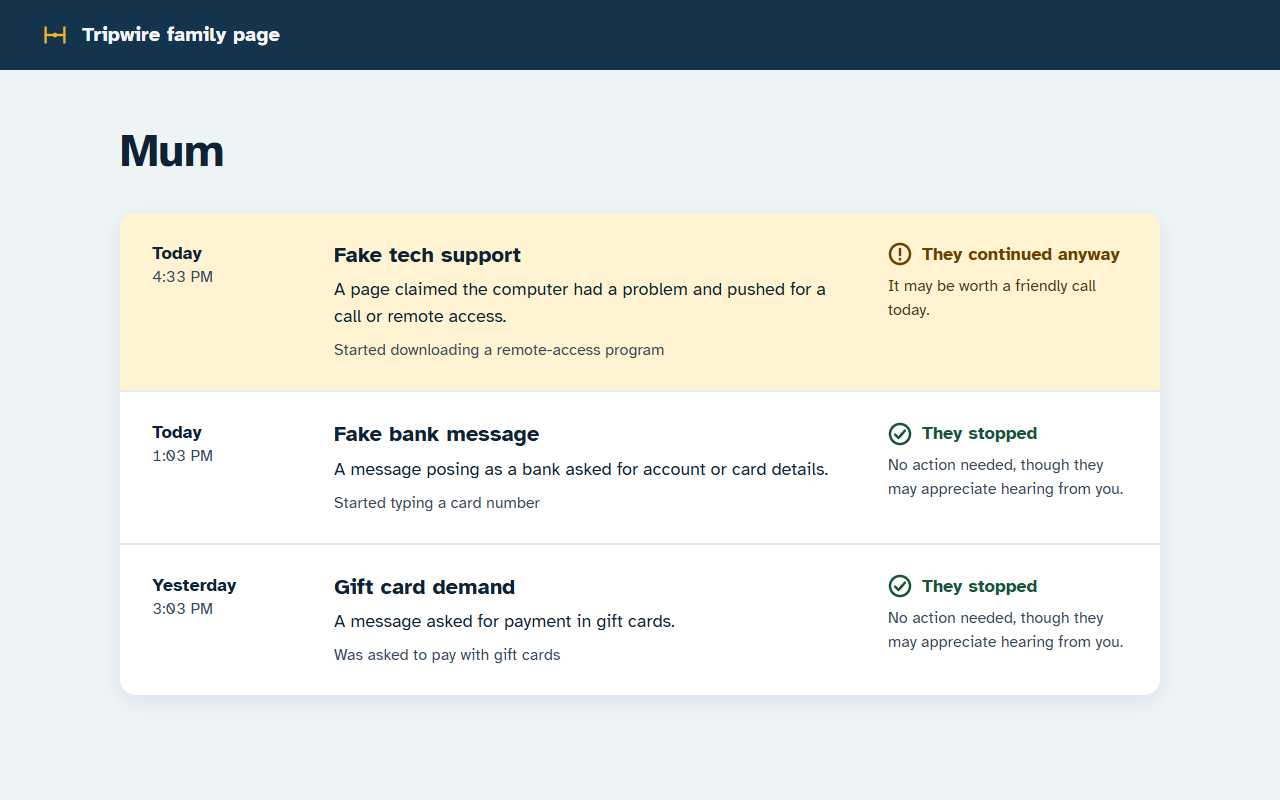 Tripwire family page
Mum
Today
4:33 PM
Fake tech support
A page claimed the computer had a problem and pushed for a
call or remote access.
Started downloading a remote-access program
They continued anyway
It may be worth a friendly call
today.
Today
1:03 PM
Fake bank message
A message posing as a bank asked for account or card details.
Started typing a card number
They stopped
No action needed, though they
may appreciate hearing from you.
Yesterday
3:03 PM
Gift card demand
A message asked for payment in gift cards.
Was asked to pay with gift cards
They stopped
No action needed, though they
may appreciate hearing from you.